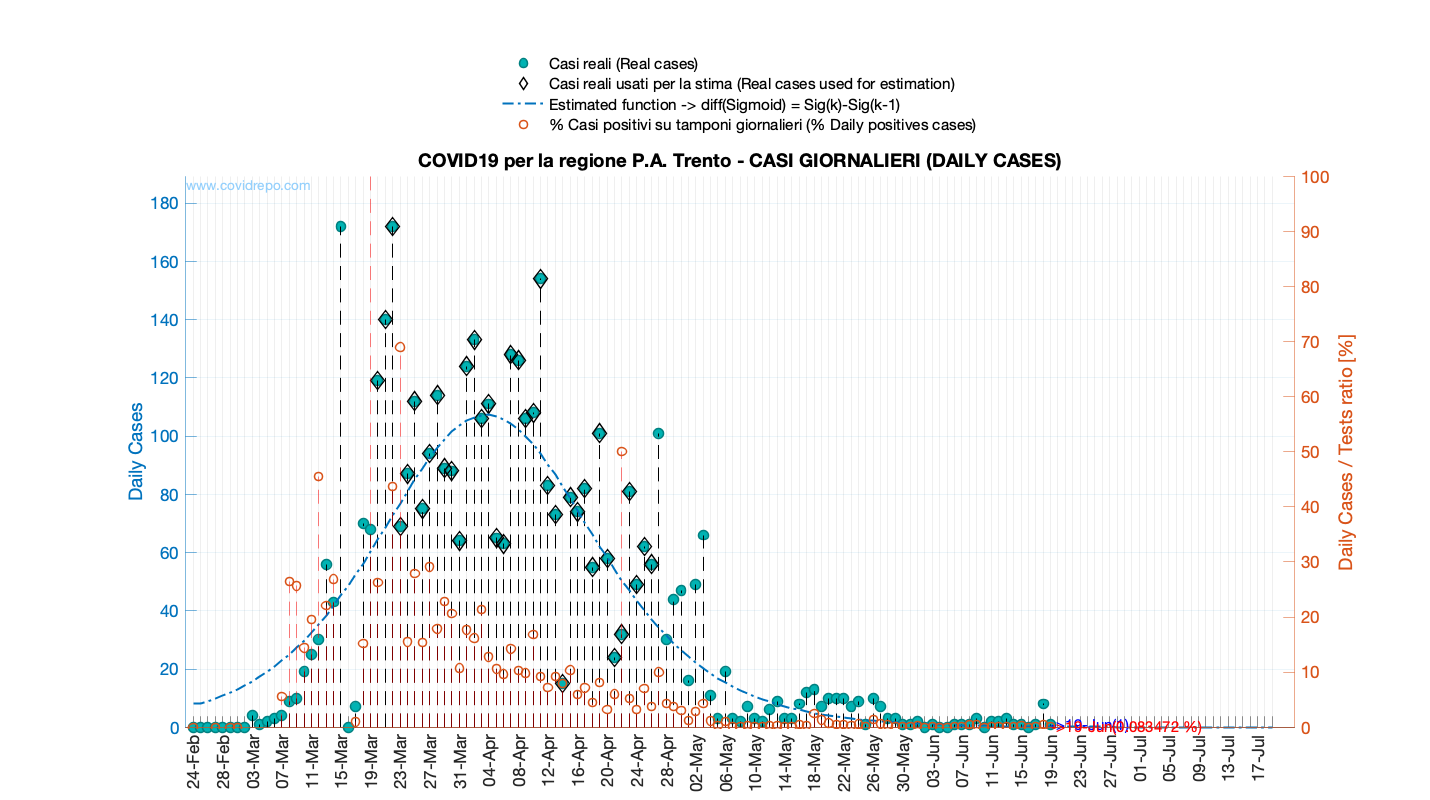 Casi reali (Real cases)
Casi reali usati per la stima (Real cases used for estimation)
Estimated function -> diff(Sigmoid) = Sig(k)-Sig(k-1)
% Casi positivi su tamponi giornalieri (% Daily positives cases)
COVID19 per la regione P.A. Trento - CASI GIORNALIERI (DAILY CASES)
www.covidrepo.com
Daily Cases
180
160
140
120
100
80
60
40
20
0
100
90
80
70
60
50
40
30
20
10
0
Daily Cases / Tests ratio [%]
24-Feb
28-Feb
03-Mar
07-Mar
11-Mar
15-Mar
19-Mar
23-Mar
27-Mar
31-Mar
04-Apr
08-Apr
12-Apr
16-Apr
20-Apr
24-Apr
28-Apr
02-May
06-May
10-May
14-May
18-May
22-May
26-May
30-May
03-Jun
07-Jun
11-Jun
15-Jun
19-Jun
23-Jun
27-Jun
01-Jul
05-Jul
09-Jul
13-Jul
17-Jul